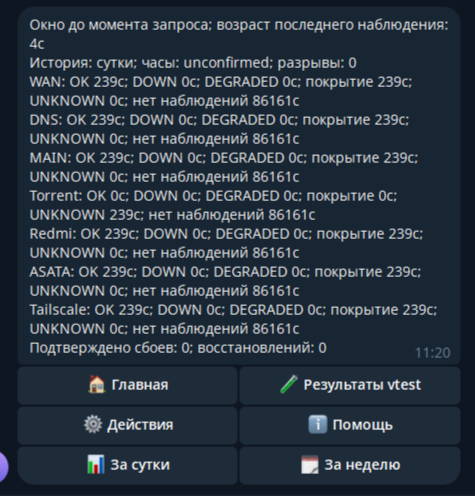 Окно до момента запроса; возраст последнего наблюдения:
4с
История: сутки; часы: unconfirmed; разрывы: 0
WAN: OK 239с; DOWN 0с; DEGRADED 0с; покрытие 239с;
UNKNOWN 0с; нет наблюдений 86161с
DNS: OK 239с; DOWN 0с; DEGRADED 0с; покрытие 239с;
UNKNOWN 0с; нет наблюдений 86161с
MAIN: OK 239с; DOWN 0с; DEGRADED 0с; покрытие 239с;
UNKNOWN 0с; нет наблюдений 86161с
Torrent: OK 0с; DOWN 0с; DEGRADED 0с; покрытие 0с;
UNKNOWN 239с; нет наблюдений 86161с
Redmi: OK 239с; DOWN 0с; DEGRADED 0с; покрытие 239с;
UNKNOWN 0с; нет наблюдений 86161с
ASATA: OK 239с; DOWN 0с; DEGRADED 0с; покрытие 239с;
UNKNOWN 0с; нет наблюдений 86161с
Tailscale: OK 239с; DOWN 0с; DEGRADED 0с; покрытие 239с;
UNKNOWN 0с; нет наблюдений 86161с
Подтверждено сбоев: 0; восстановлений: 0
11:20
Главная
Результаты vtest
Действия
Помощь
За сутки
За неделю